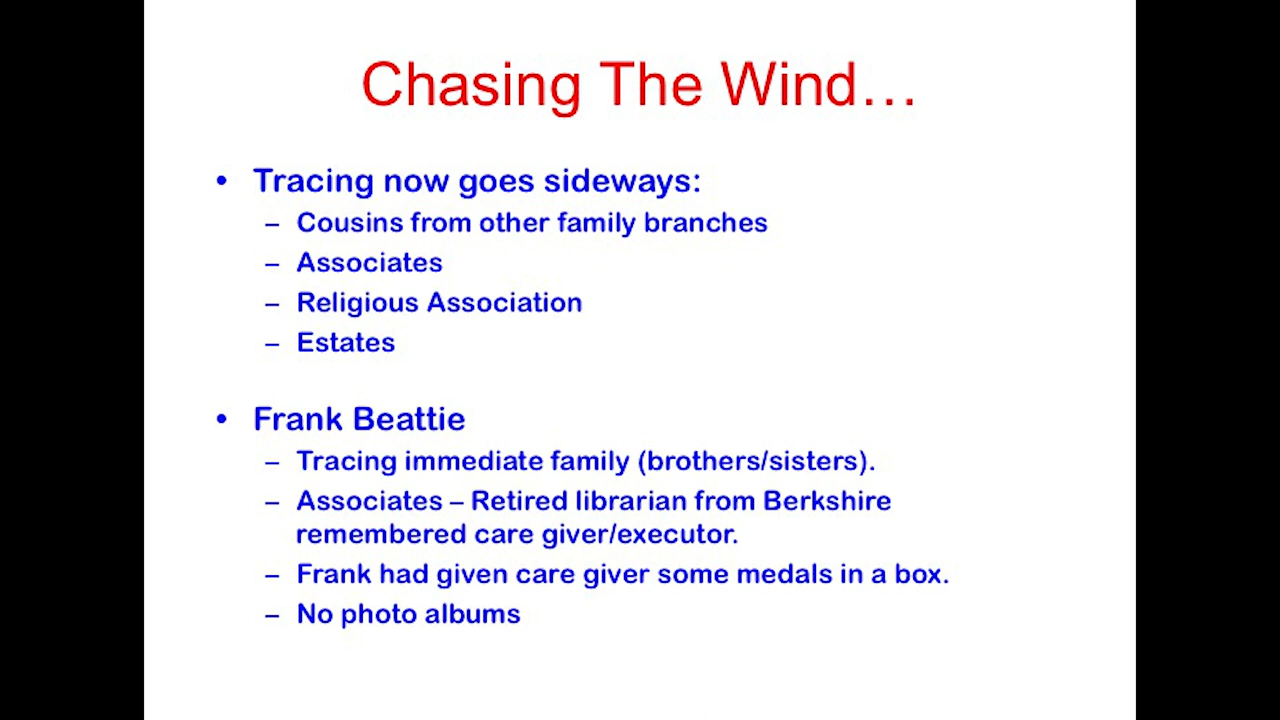 Chasing The Wind…
• Tracing now goes sideways:
– Cousins from other family branches
– Associates
– Religious Association
– Estates
• Frank Beattie
– Tracing immediate family (brothers/sisters).
– Associates – Retired librarian from Berkshire
remembered care giver/executor.
– Frank had given care giver some medals in a box.
– No photo albums